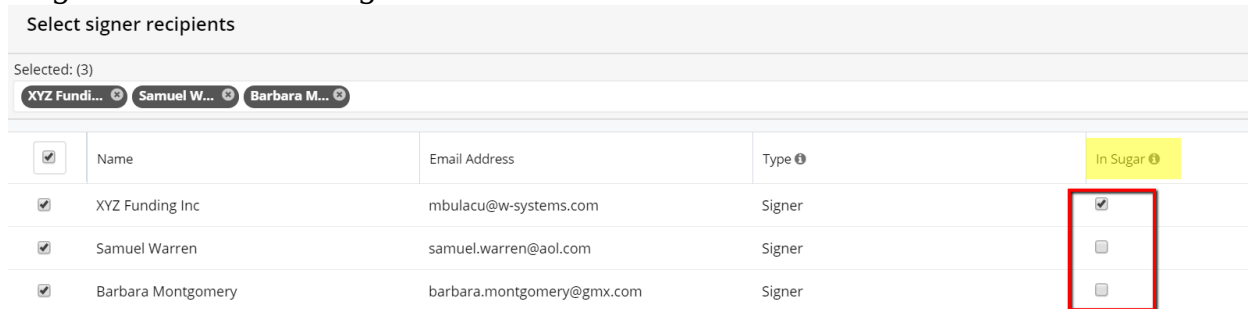 Select signer recipients
Selected: (3)
XYZ Fundi... Samuel W... Barbara M...
Name Email Address Type In Sugar
XYZ Funding Inc mbulacu@w-systems.com Signer
Samuel Warren samuel.warren@aol.com Signer
Barbara Montgomery barbara.montgomery@gmx.com Signer